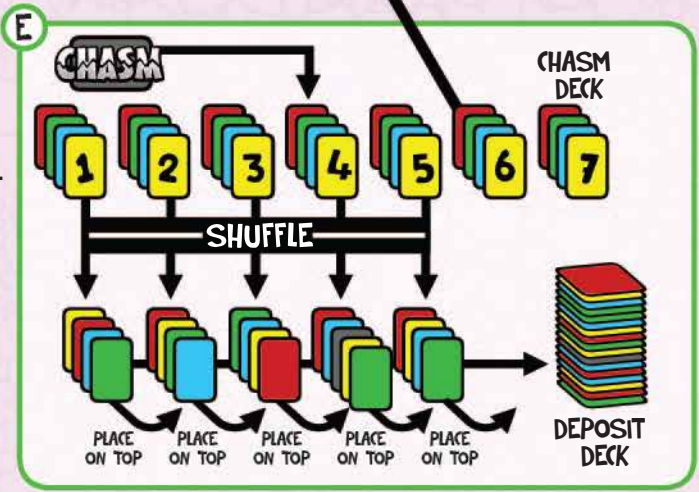 E
CHASM
CHASM
DECK
1 2 3 4 5 6 7
SHUFFLE
PLACE
ON TOP
PLACE
ON TOP
PLACE
ON TOP
PLACE
ON TOP
PLACE
ON TOP
DEPOSIT
DECK